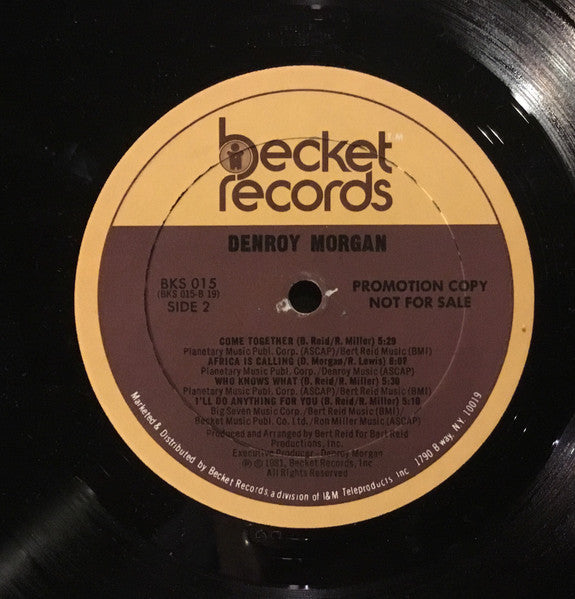 becket SM
records
DENROY MORGAN
BKS 015
(BKS 015-B 19)
SIDE 2
PROMOTION COPY
NOT FOR SALE
COME TOGETHER (B. Reid/R. Miller) 5:29
Planetary Music Publ. Corp. (ASCAP)/Bert Reid Music (BMI)
AFRICA IS CALLING (D. Morgan/R. Lewis) 6:08
Planetary Music Publ. Corp./Denroy Music (ASCAP)
WHO KNOWS WHAT (B. Reid/R. Miller) 5:30
Planetary Music Publ. Corp. (ASCAP)/Bert Reid Music (BMI)
I'LL DO ANYTHING FOR YOU (B. Reid/R. Miller) 5:10
Big Seven Music Corp./Bert Reid Music (BMI)
Becket Music Pub. Co. Ltd./Ron Miller Music (ASCAP)
Produced and Arranged by Bert Reid for Bert Reid
Productions, Inc.
Executive Producer - Denroy Morgan
℗ © 1981, Becket Records, Inc
All Rights Reserved
Marketed & Distributed by Becket Records, a division of I&M Teleproducts Inc. 1790 B'way, N.Y. 10019